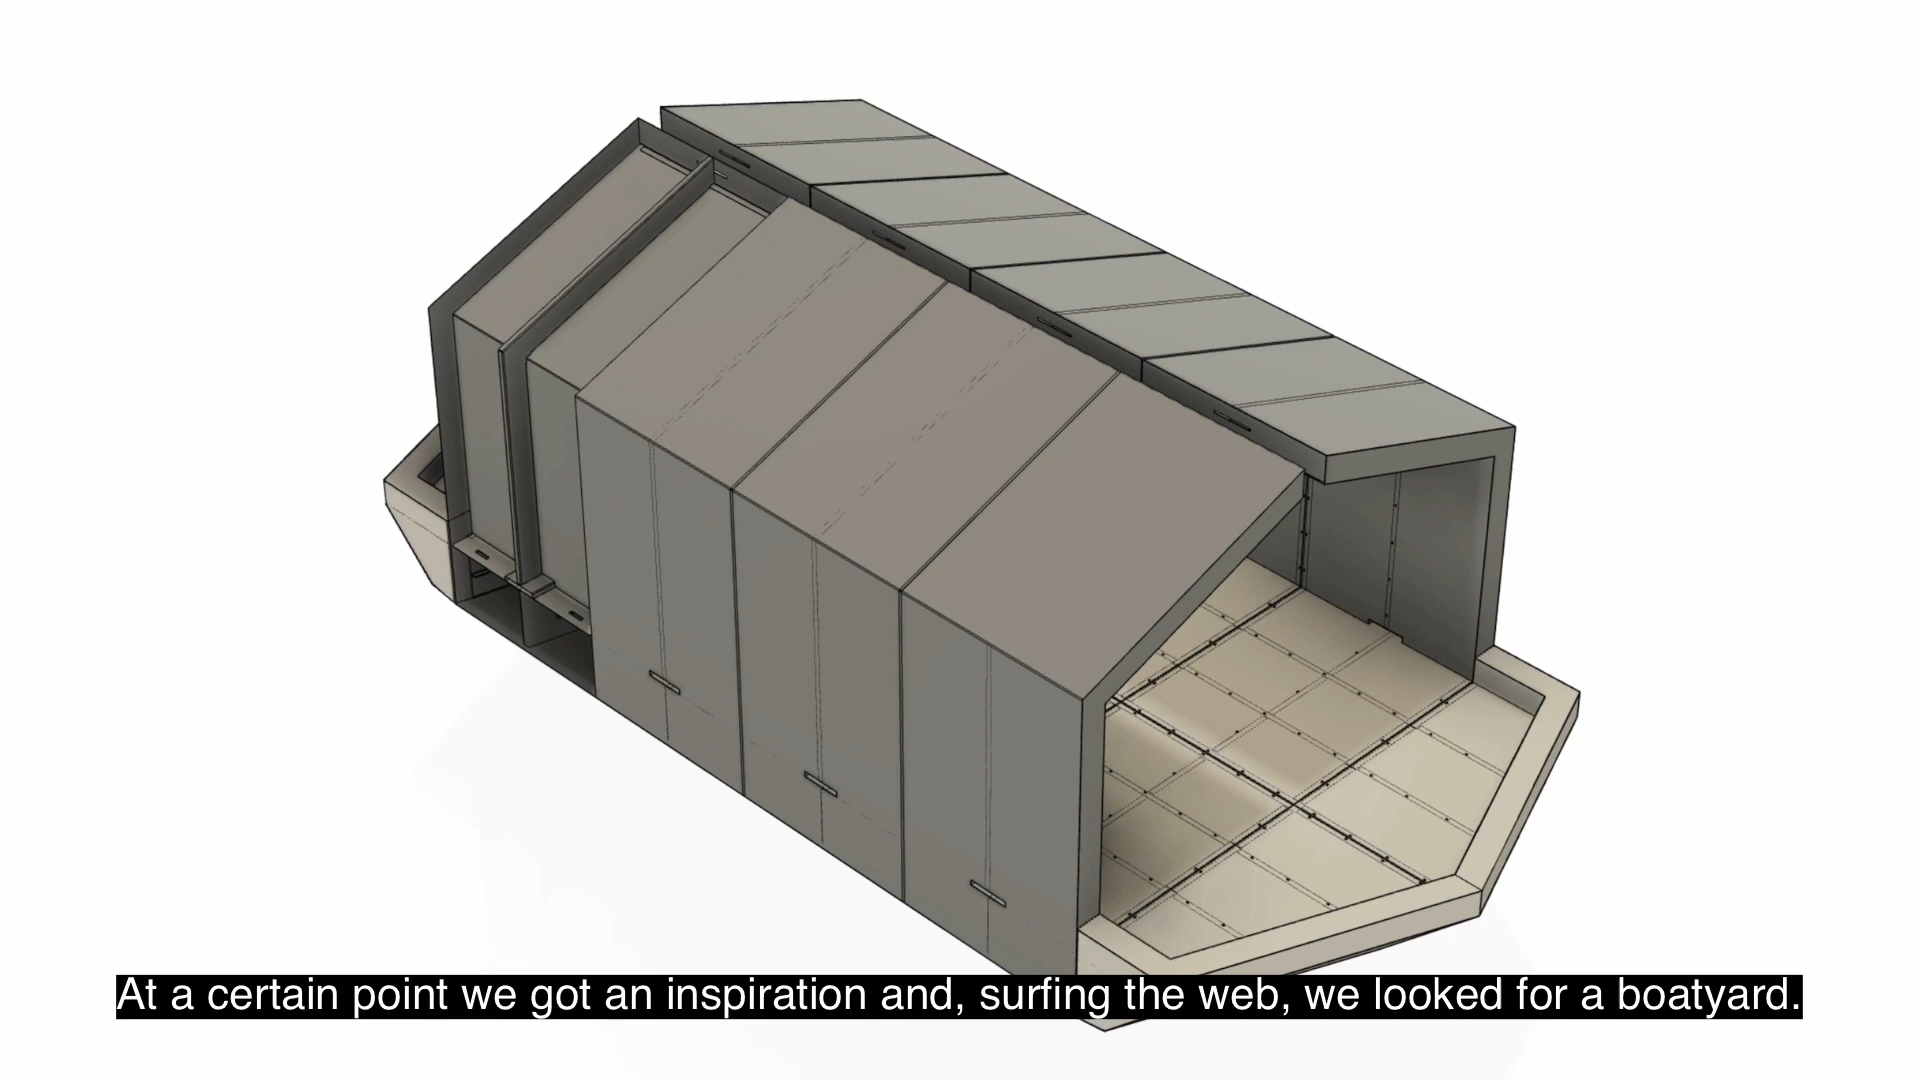 At a certain point we got an inspiration and, surfing the web, we looked for a boatyard.